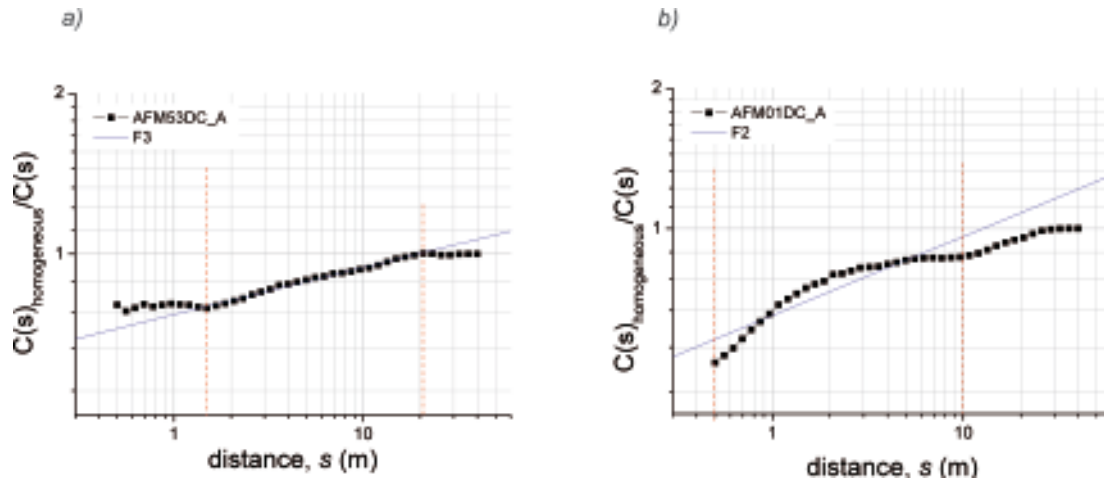 a)
2
AFM53DC_A
F3
C(s)homogeneous/C(s)
1
1
10
distance, s (m)
b)
2
AFM01DC_A
F2
C(s)homogeneous/C(s)
1
1
10
distance, s (m)